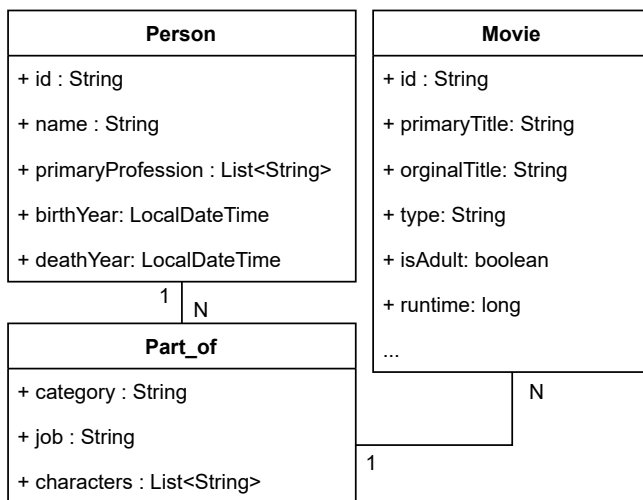 Person
+ id : String
+ name : String
+ primaryProfession : List<String>
+ birthYear: LocalDateTime
+ deathYear: LocalDateTime
Movie
+ id : String
+ primaryTitle: String
+ orginalTitle: String
+ type: String
+ isAdult: boolean
+ runtime: long
...
1
N
Part_of
+ category : String
+ job : String
+ characters : List<String>
1
N